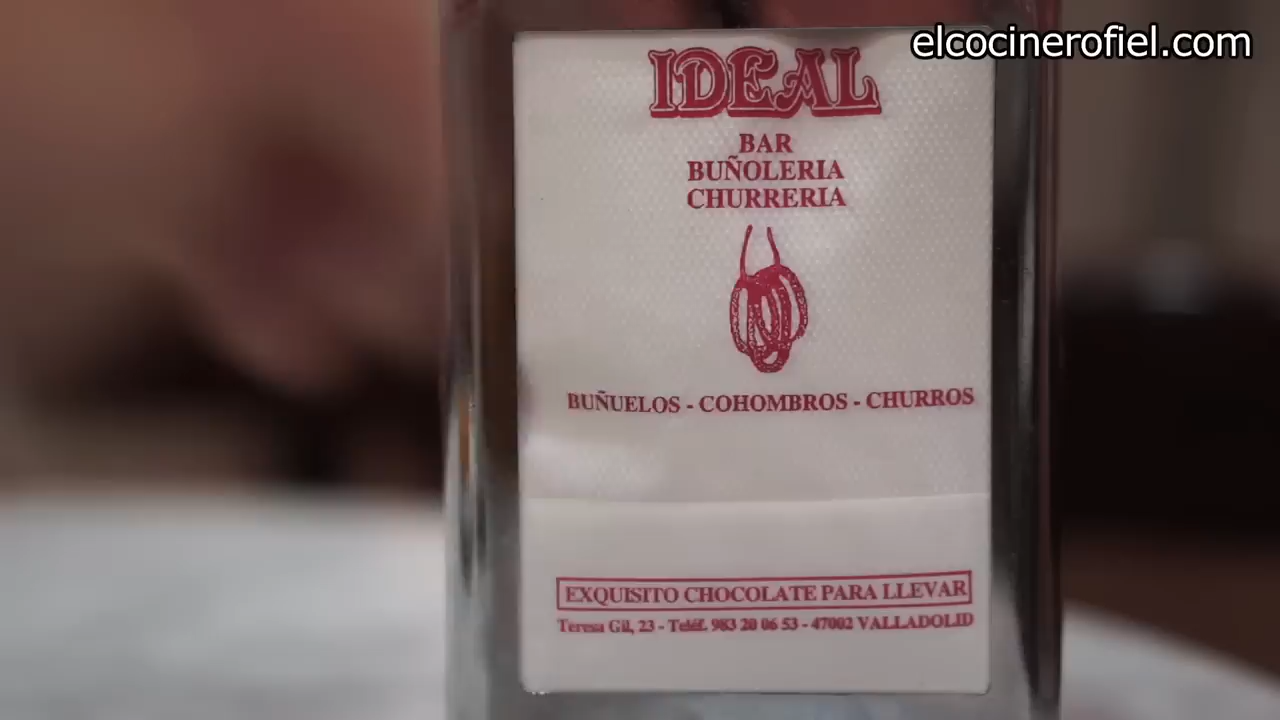 elcocinerofiel.com
IDEAL
BAR
BUÑOLERIA
CHURRERIA
BUÑUELOS - COHOMBROS - CHURROS
EXQUISITO CHOCOLATE PARA LLEVAR
Teresa Gil, 23 - Teléf. 983 20 06 53 - 47002 VALLADOLID